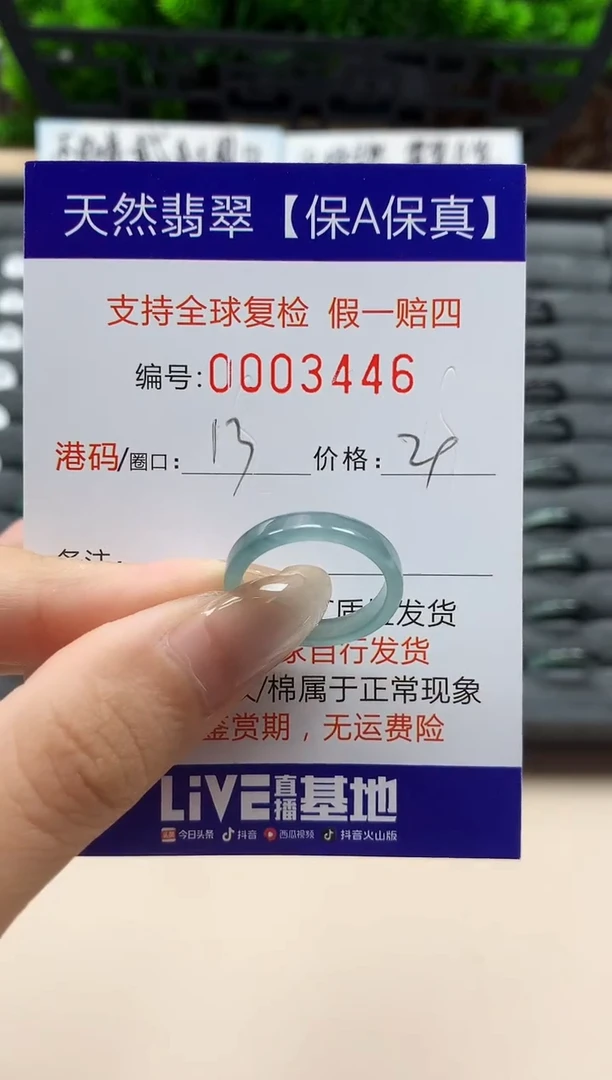 天然翡翠【保A保真】
支持全球复检 假一赔四
编号:0003446
港码/圈口: 13 价格:
备注:
质检发货
家自行发货
/棉属于正常现象
鉴赏期，无运费险
LiVE直播基地
今日头条 抖音 西瓜视频 抖音火山版